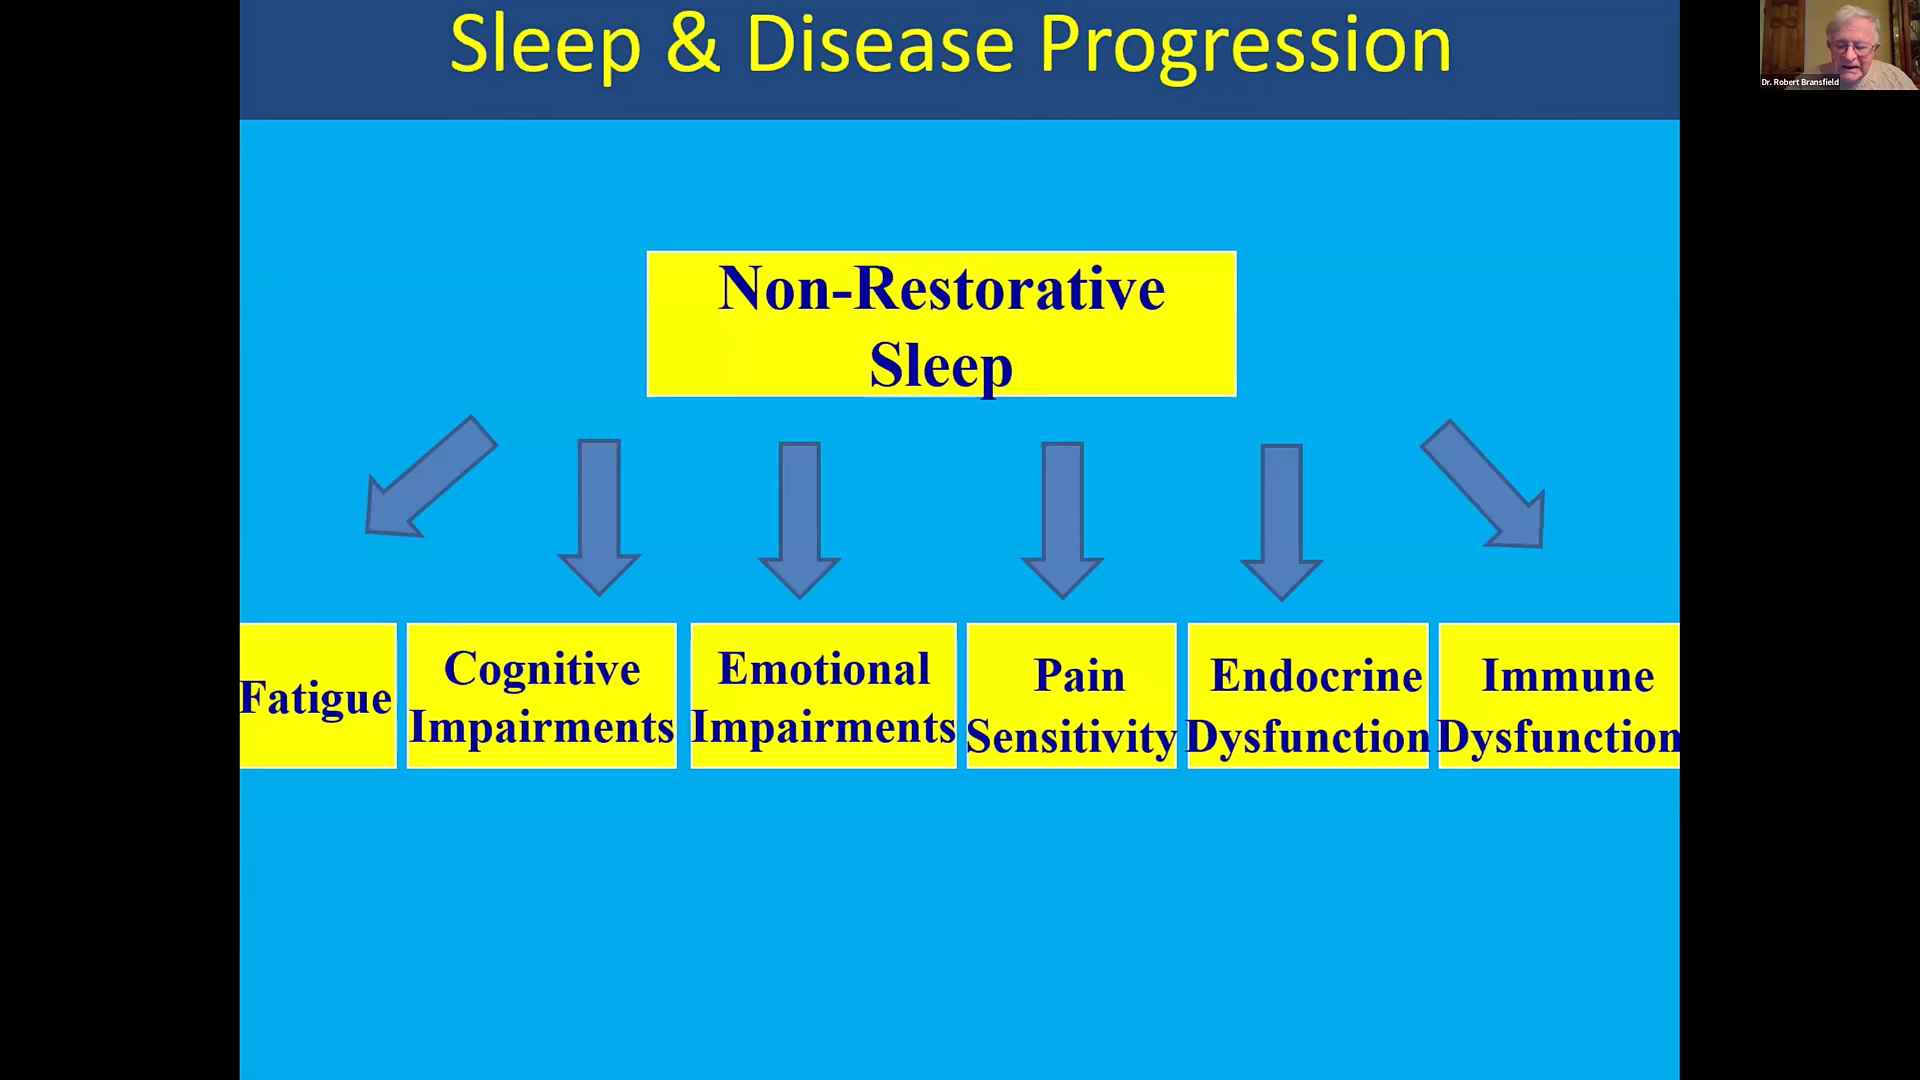 Sleep & Disease Progression
Dr. Robert Bransfield
Non-Restorative
Sleep
Fatigue
Cognitive
Impairments
Emotional
Impairments
Pain
Sensitivity
Endocrine
Dysfunction
Immune
Dysfunction